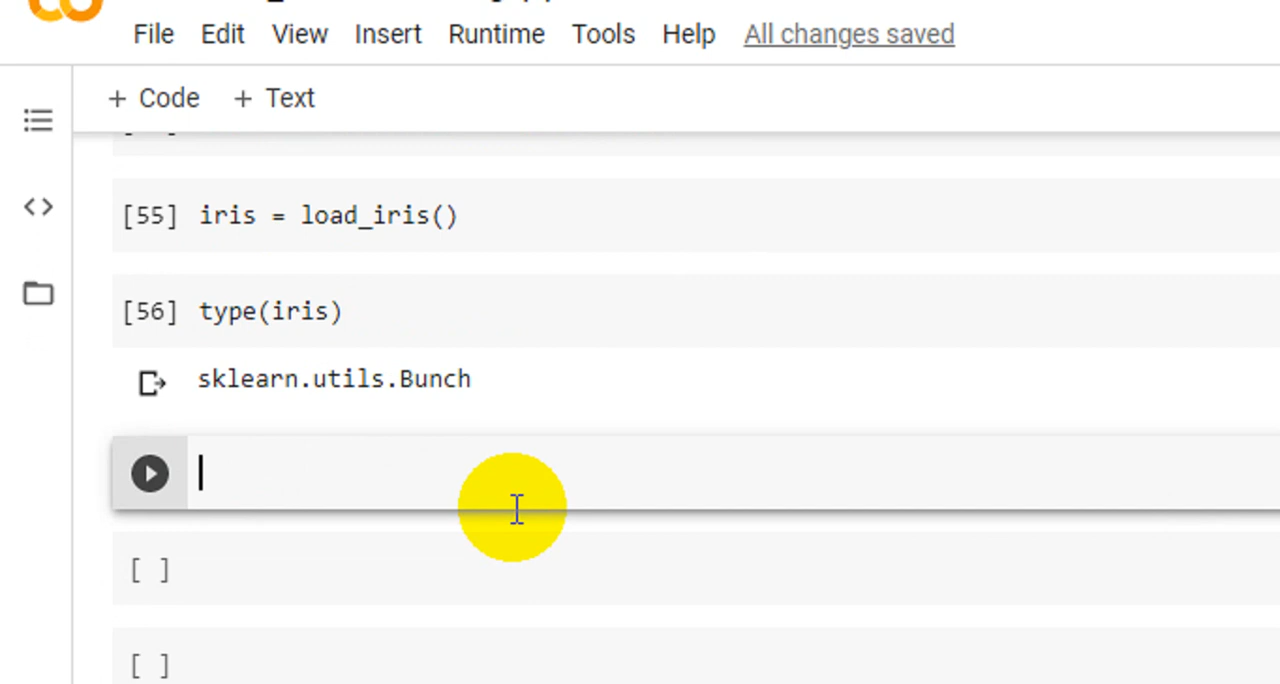 File Edit View Insert Runtime Tools Help All changes saved
+ Code + Text
[55] iris = load_iris()
[56] type(iris)
sklearn.utils.Bunch
[ ]
[ ]